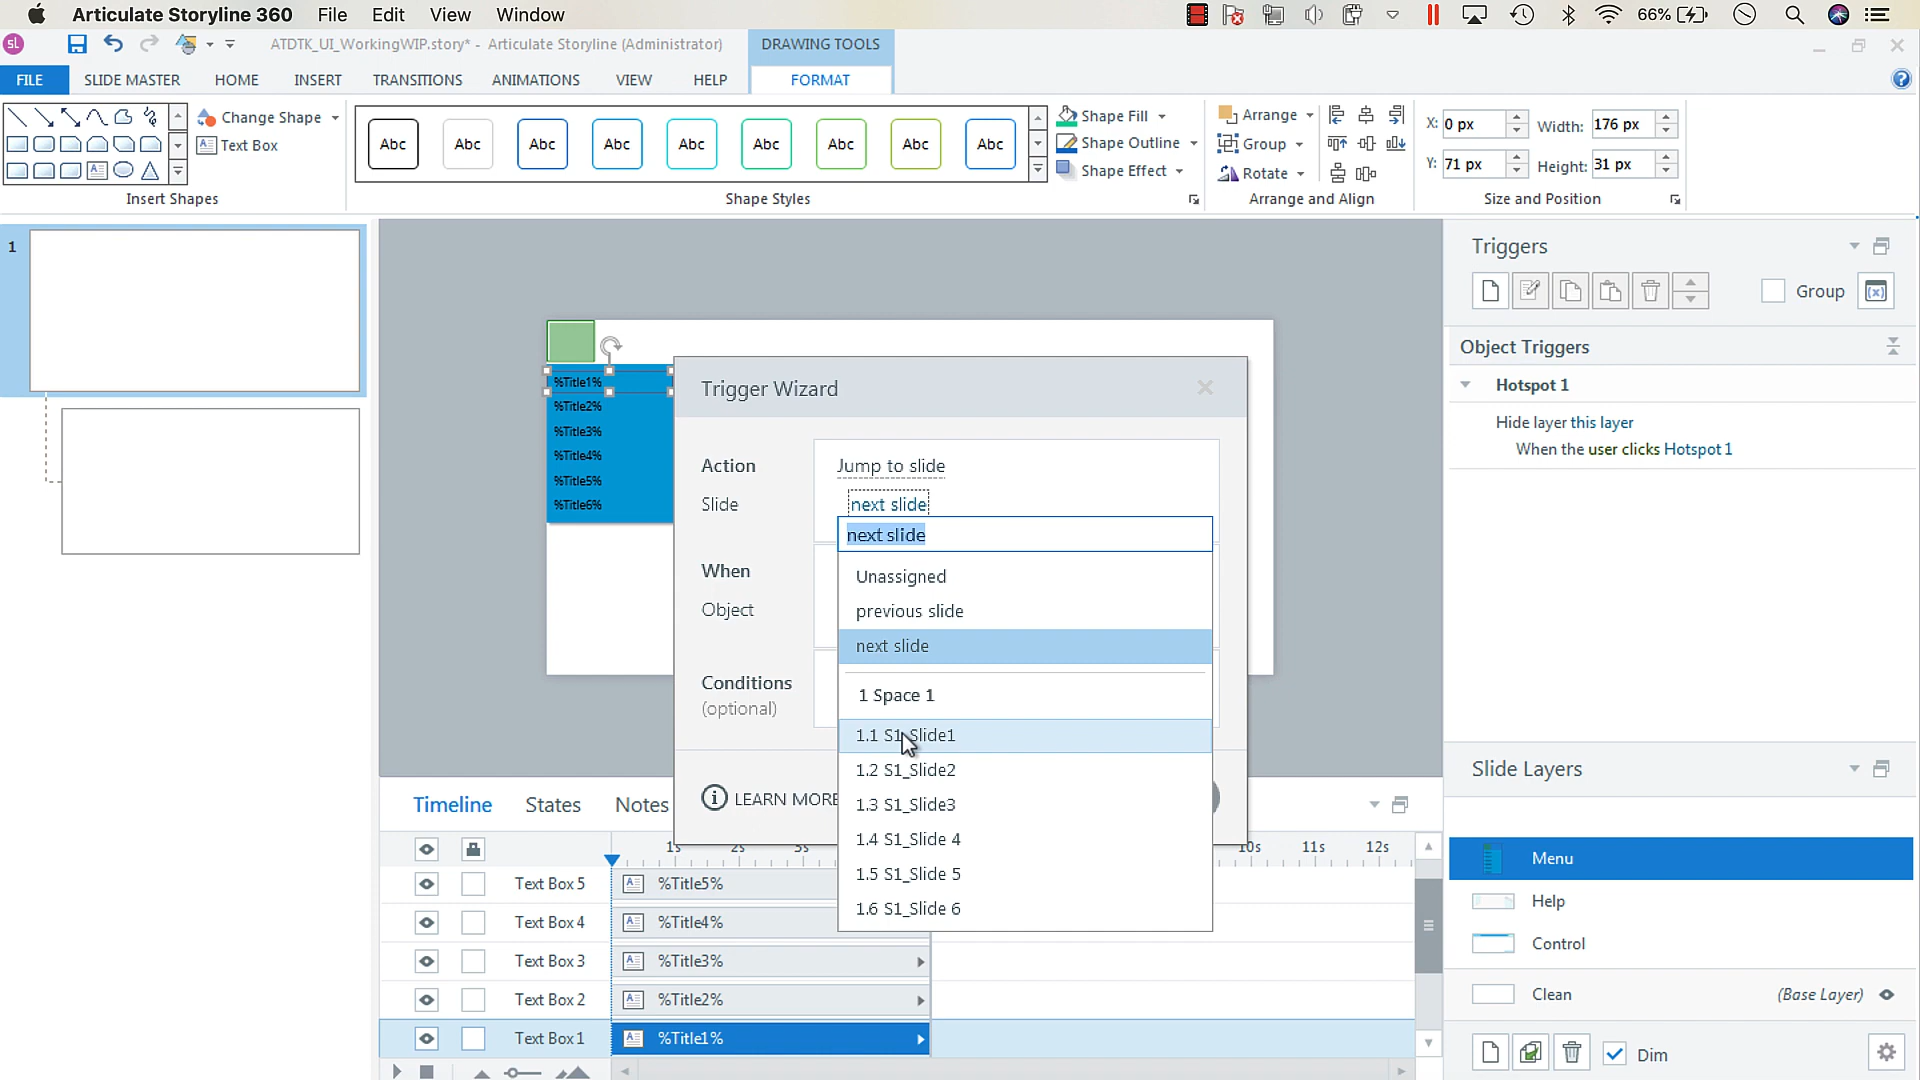 Articulate Storyline 360 File Edit View Window
66%
sl
ATDTK_UI_WorkingWIP.story* - Articulate Storyline (Administrator)
DRAWING TOOLS
FILE SLIDE MASTER HOME INSERT TRANSITIONS ANIMATIONS VIEW HELP FORMAT
Change Shape
Text Box
Insert Shapes
Abc Abc Abc Abc Abc Abc Abc Abc Abc
Shape Styles
Shape Fill
Shape Outline
Shape Effect
Arrange
Group
Rotate
Arrange and Align
X: 0 px Width: 176 px
Y: 71 px Height: 31 px
Size and Position
1
%Title1%
%Title2%
%Title3%
%Title4%
%Title5%
%Title6%
Trigger Wizard
Action Jump to slide
Slide next slide
next slide
When
Object
Conditions
(optional)
LEARN MORE
Unassigned
previous slide
next slide
1 Space 1
1.1 S1_Slide1
1.2 S1_Slide2
1.3 S1_Slide3
1.4 S1_Slide 4
1.5 S1_Slide 5
1.6 S1_Slide 6
Triggers
Group
(x)
Object Triggers
Hotspot 1
Hide layer this layer
When the user clicks Hotspot 1
Timeline States Notes
1s 2s 10s 11s 12s
Text Box 5 %Title5%
Text Box 4 %Title4%
Text Box 3 %Title3%
Text Box 2 %Title2%
Text Box 1 %Title1%
Slide Layers
Menu
Help
Control
Clean (Base Layer)
Dim